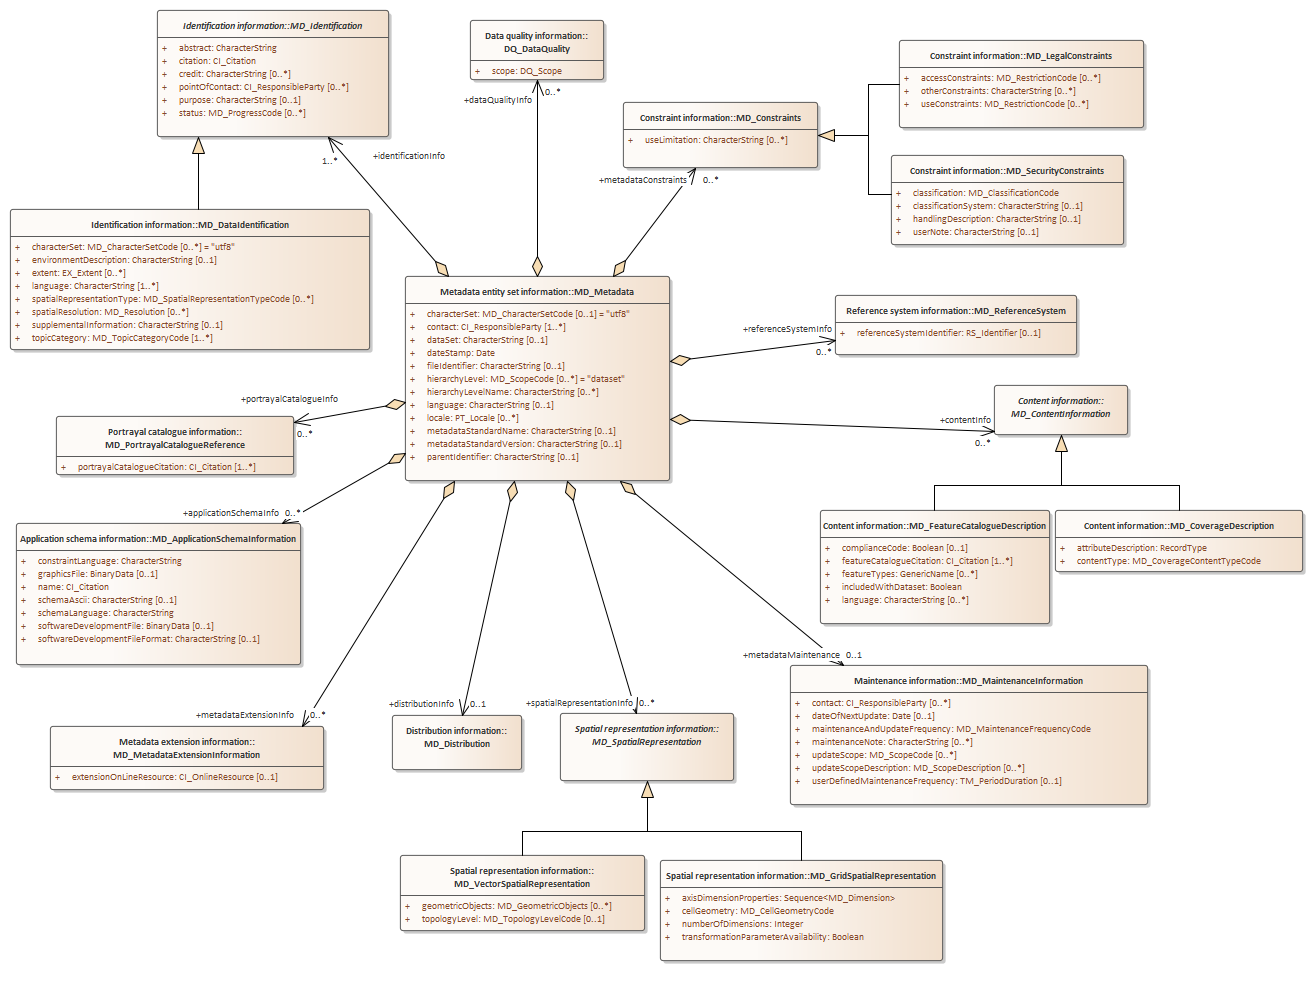 Identification information::MD_Identification
+ abstract: CharacterString
+ citation: CI_Citation
+ credit: CharacterString [0..*]
+ pointOfContact: CI_ResponsibleParty [0..*]
+ purpose: CharacterString [0..1]
+ status: MD_ProgressCode [0..*]
Data quality information::
DQ_DataQuality
+ scope: DQ_Scope
+dataQualityInfo
0..*
Constraint information::MD_Constraints
+ useLimitation: CharacterString [0..*]
Constraint information::MD_LegalConstraints
+ accessConstraints: MD_RestrictionCode [0..*]
+ otherConstraints: CharacterString [0..*]
+ useConstraints: MD_RestrictionCode [0..*]
Constraint information::MD_SecurityConstraints
+ classification: MD_ClassificationCode
+ classificationSystem: CharacterString [0..1]
+ handlingDescription: CharacterString [0..1]
+ userNote: CharacterString [0..1]
1..*
+identificationInfo
+metadataConstraints
0..*
Identification information::MD_DataIdentification
+ characterSet: MD_CharacterSetCode [0..*] = "utf8"
+ environmentDescription: CharacterString [0..1]
+ extent: EX_Extent [0..*]
+ language: CharacterString [1..*]
+ spatialRepresentationType: MD_SpatialRepresentationTypeCode [0..*]
+ spatialResolution: MD_Resolution [0..*]
+ supplementalInformation: CharacterString [0..1]
+ topicCategory: MD_TopicCategoryCode [1..*]
Metadata entity set information::MD_Metadata
+ characterSet: MD_CharacterSetCode [0..1] = "utf8"
+ contact: CI_ResponsibleParty [1..*]
+ dataSet: CharacterString [0..1]
+ dateStamp: Date
+ fileIdentifier: CharacterString [0..1]
+ hierarchyLevel: MD_ScopeCode [0..*] = "dataset"
+ hierarchyLevelName: CharacterString [0..*]
+ language: CharacterString [0..1]
+ locale: PT_Locale [0..*]
+ metadataStandardName: CharacterString [0..1]
+ metadataStandardVersion: CharacterString [0..1]
+ parentIdentifier: CharacterString [0..1]
+referenceSystemInfo
0..*
Reference system information::MD_ReferenceSystem
+ referenceSystemIdentifier: RS_Identifier [0..1]
+contentInfo
0..*
Content information::
MD_ContentInformation
+portrayalCatalogueInfo
0..*
Portrayal catalogue information::
MD_PortrayalCatalogueReference
+ portrayalCatalogueCitation: CI_Citation [1..*]
+applicationSchemaInfo
0..*
Application schema information::MD_ApplicationSchemaInformation
+ constraintLanguage: CharacterString
+ graphicsFile: BinaryData [0..1]
+ name: CI_Citation
+ schemaAscii: CharacterString [0..1]
+ schemaLanguage: CharacterString
+ softwareDevelopmentFile: BinaryData [0..1]
+ softwareDevelopmentFileFormat: CharacterString [0..1]
Content information::MD_FeatureCatalogueDescription
+ complianceCode: Boolean [0..1]
+ featureCatalogueCitation: CI_Citation [1..*]
+ featureTypes: GenericName [0..*]
+ includedWithDataset: Boolean
+ language: CharacterString [0..*]
Content information::MD_CoverageDescription
+ attributeDescription: RecordType
+ contentType: MD_CoverageContentTypeCode
+metadataExtensionInfo
0..*
Metadata extension information::
MD_MetadataExtensionInformation
+ extensionOnLineResource: CI_OnlineResource [0..1]
+distributionInfo
0..1
Distribution information::
MD_Distribution
+spatialRepresentationInfo
0..*
Spatial representation information::
MD_SpatialRepresentation
+metadataMaintenance
0..1
Maintenance information::MD_MaintenanceInformation
+ contact: CI_ResponsibleParty [0..*]
+ dateOfNextUpdate: Date [0..1]
+ maintenanceAndUpdateFrequency: MD_MaintenanceFrequencyCode
+ maintenanceNote: CharacterString [0..*]
+ updateScope: MD_ScopeCode [0..*]
+ updateScopeDescription: MD_ScopeDescription [0..*]
+ userDefinedMaintenanceFrequency: TM_PeriodDuration [0..1]
Spatial representation information::
MD_VectorSpatialRepresentation
+ geometricObjects: MD_GeometricObjects [0..*]
+ topologyLevel: MD_TopologyLevelCode [0..1]
Spatial representation information::MD_GridSpatialRepresentation
+ axisDimensionProperties: Sequence<MD_Dimension>
+ cellGeometry: MD_CellGeometryCode
+ numberOfDimensions: Integer
+ transformationParameterAvailability: Boolean